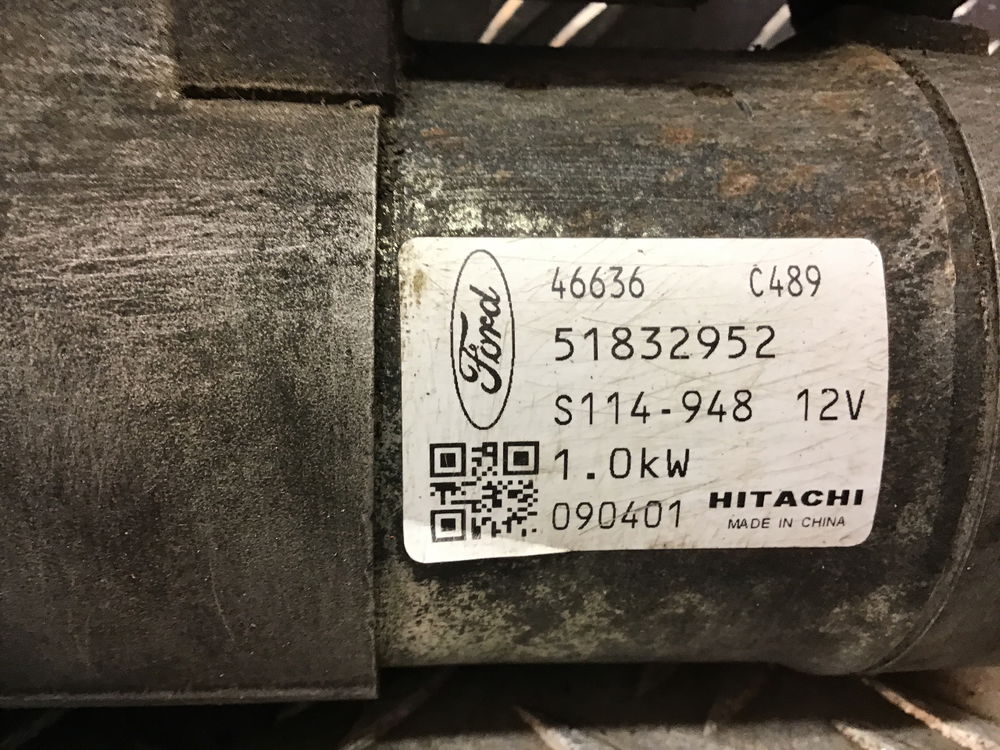 Ford
46636 C489
51832952
S114-948 12V
1.0kW
090401 HITACHI
MADE IN CHINA